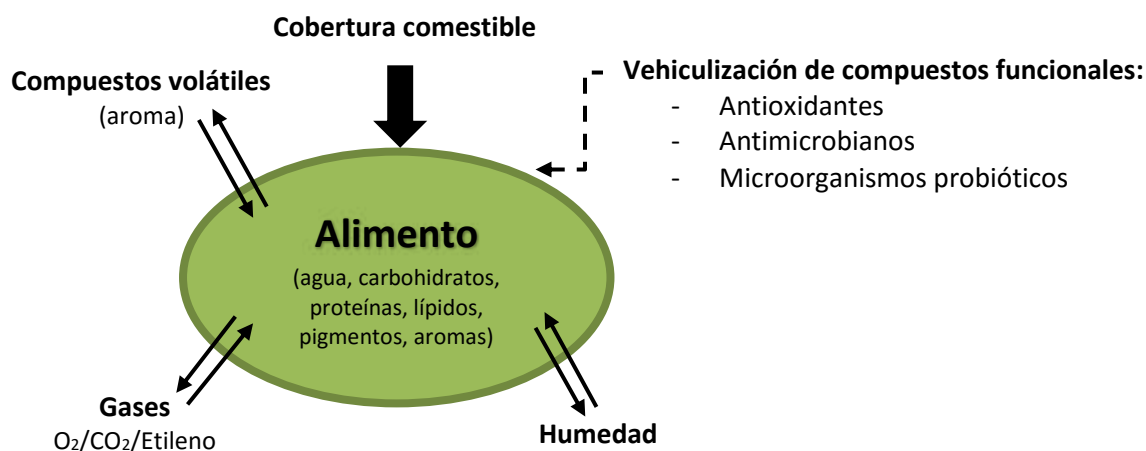 Cobertura comestible
Compuestos volátiles
(aroma)
Vehiculización de compuestos funcionales:
- Antioxidantes
- Antimicrobianos
- Microorganismos probióticos
Alimento
(agua, carbohidratos,
proteínas, lípidos,
pigmentos, aromas)
Gases
O₂/CO₂/Etileno
Humedad